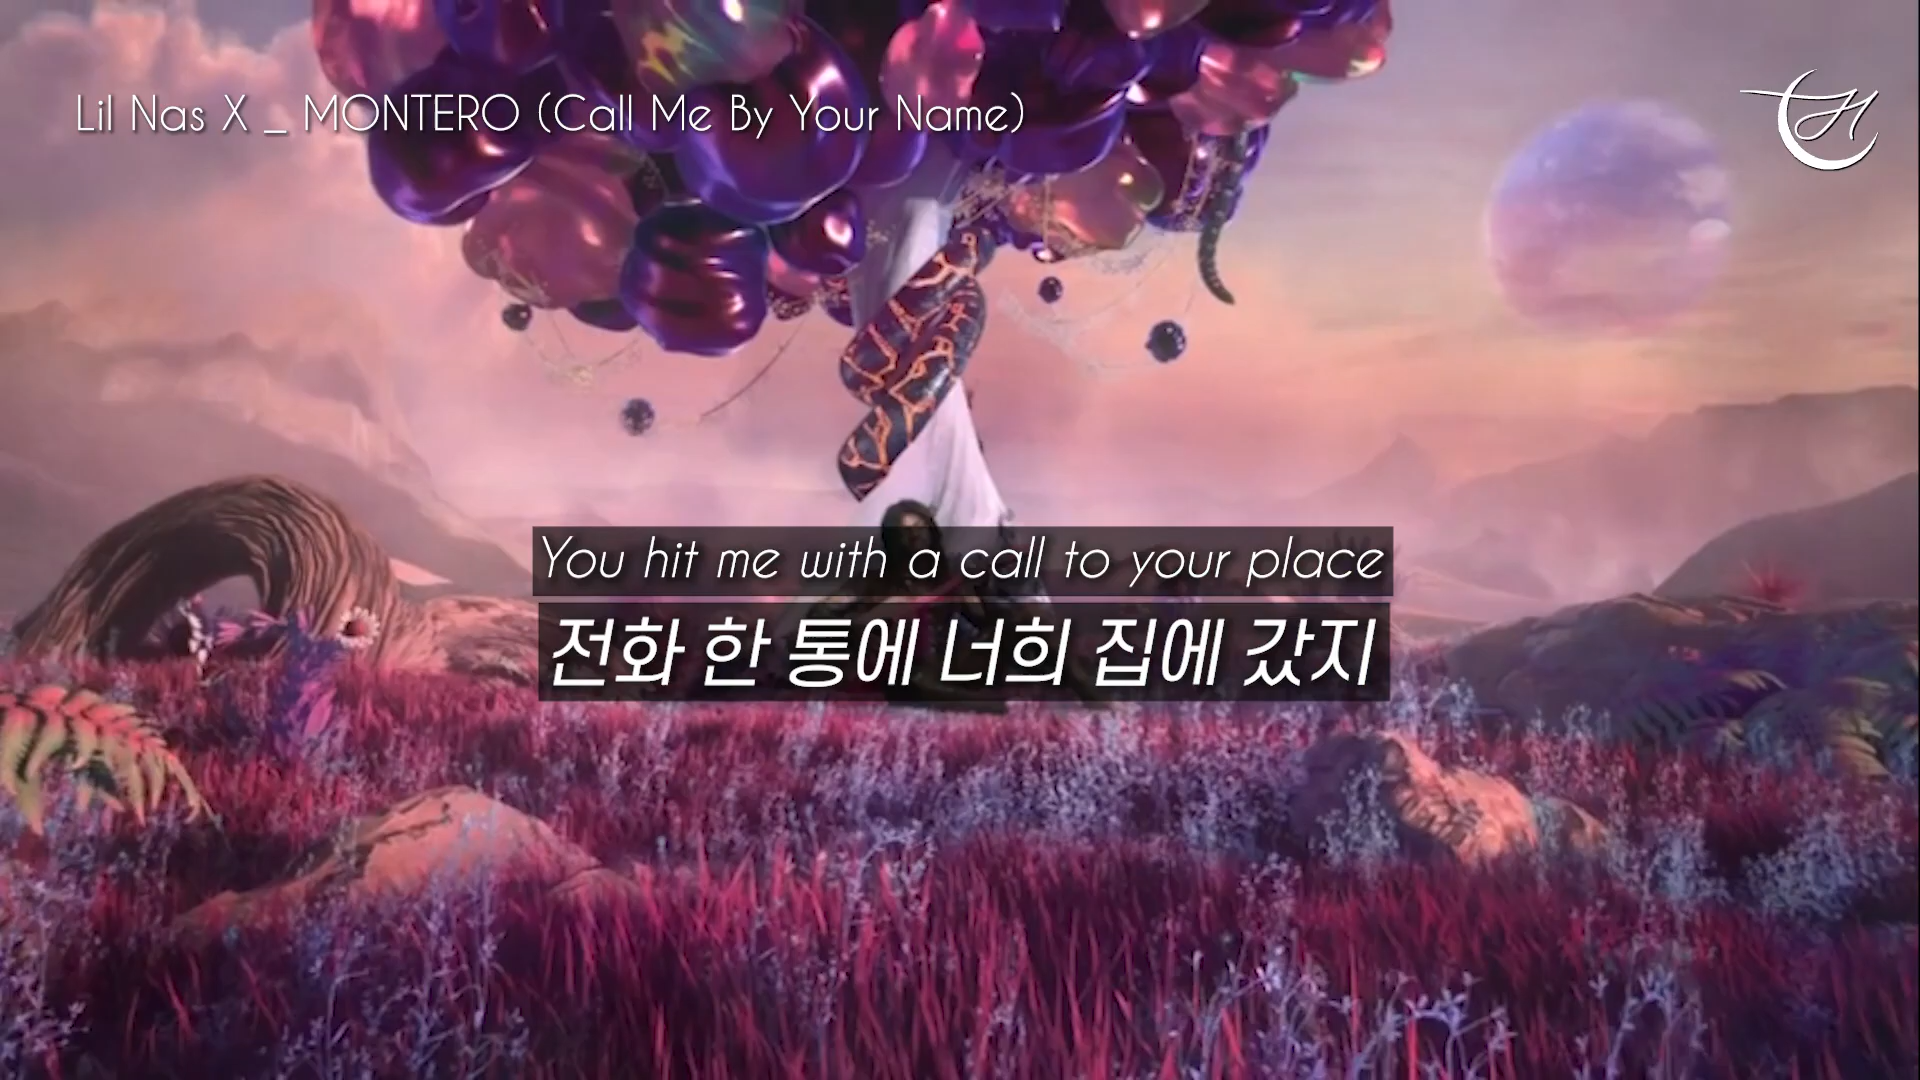 Lil Nas X _ MONTERO (Call Me By Your Name)
You hit me with a call to your place
전화 한 통에 너희 집에 갔지